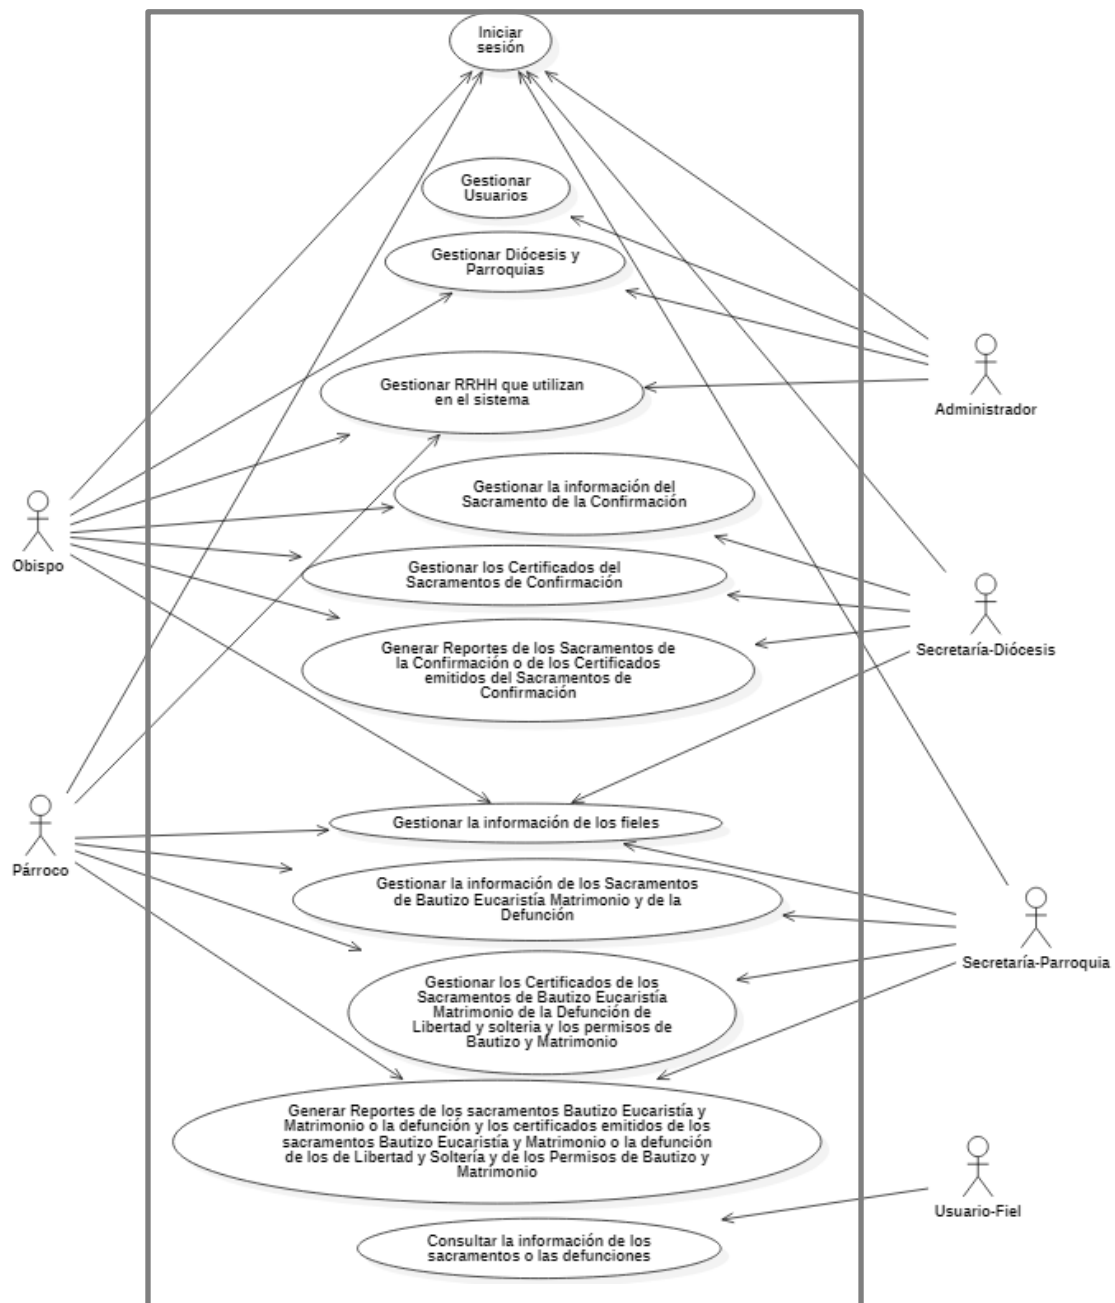 Iniciar
sesión
Gestionar
Usuarios
Gestionar Diócesis y
Parroquias
Gestionar RRHH que utilizan
en el sistema
Administrador
Gestionar la información del
Sacramento de la Confirmación
Obispo
Gestionar los Certificados del
Sacramentos de Confirmación
Generar Reportes de los Sacramentos de
la Confirmación o de los Certificados
emitidos del Sacramentos de
Confirmación
Secretaría-Diócesis
Gestionar la información de los fieles
Párroco
Gestionar la información de los Sacramentos
de Bautizo Eucaristía Matrimonio y de la
Defunción
Secretaría-Parroquia
Gestionar los Certificados de los
Sacramentos de Bautizo Eucaristía
Matrimonio de la Defunción de
Libertad y solteria y los permisos de
Bautizo y Matrimonio
Generar Reportes de los sacramentos Bautizo Eucaristía y
Matrimonio o la defunción y los certificados emitidos de los
sacramentos Bautizo Eucaristía y Matrimonio o la defunción
de los de Libertad y Soltería y de los Permisos de Bautizo y
Matrimonio
Usuario-Fiel
Consultar la información de los
sacramentos o las defunciones